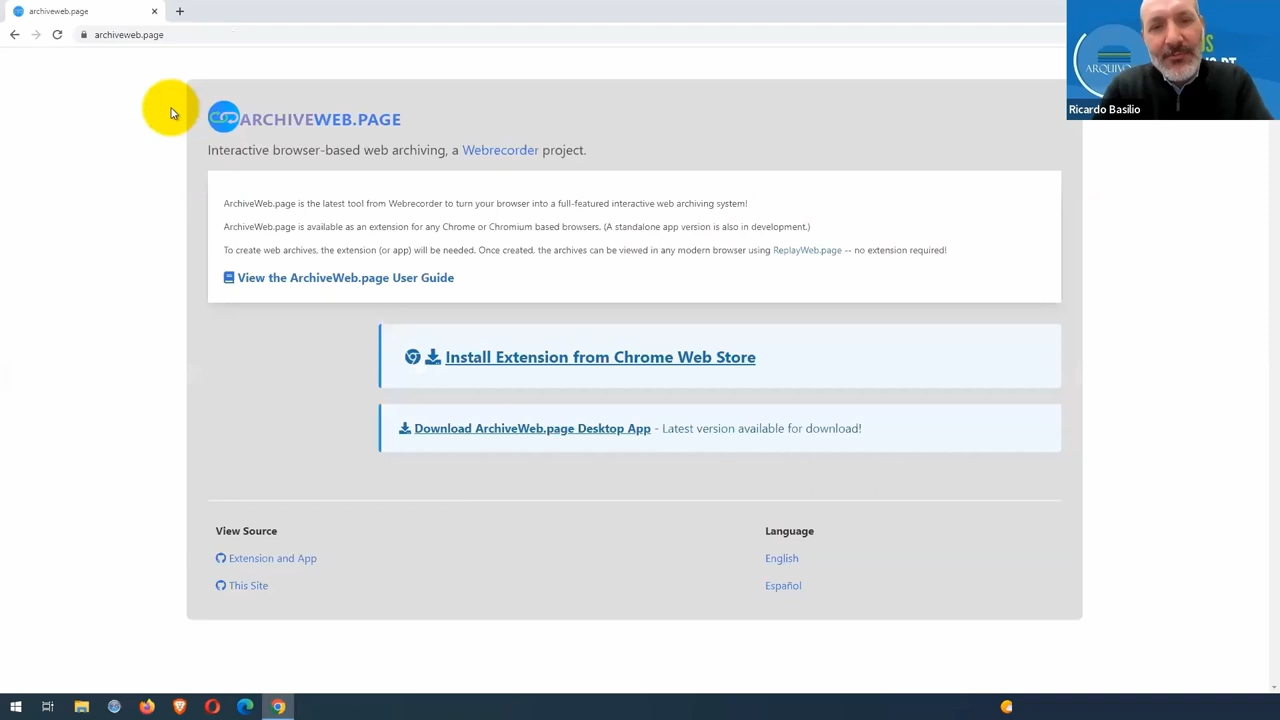 archiveweb.page
archiveweb.page
ARQUIVO
Ricardo Basilio
ARCHIVEWEB.PAGE
Interactive browser-based web archiving, a Webrecorder project.
ArchiveWeb.page is the latest tool from Webrecorder to turn your browser into a full-featured interactive web archiving system!
ArchiveWeb.page is available as an extension for any Chrome or Chromium based browsers. (A standalone app version is also in development.)
To create web archives, the extension (or app) will be needed. Once created, the archives can be viewed in any modern browser using ReplayWeb.page -- no extension required!
View the ArchiveWeb.page User Guide
Install Extension from Chrome Web Store
Download ArchiveWeb.page Desktop App - Latest version available for download!
View Source
Extension and App
This Site
Language
English
Español